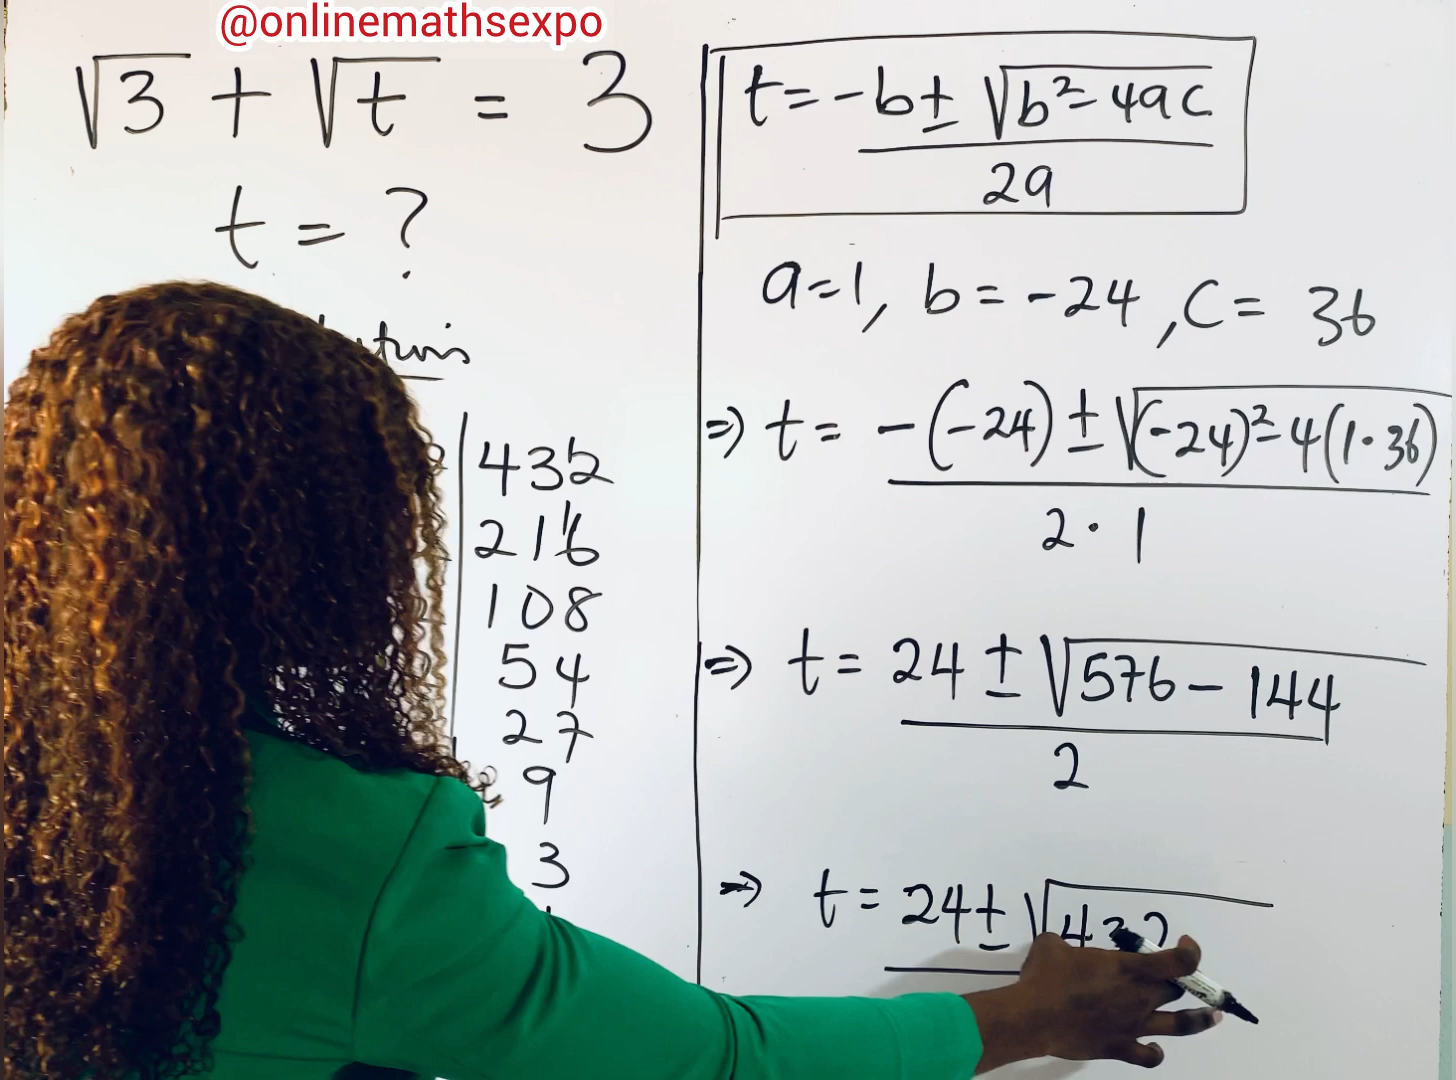 @onlinemathsexpo
√3 + √t = 3
t = ?
432
216
108
54
27
9
3
t = -b ± √b² - 4ac
2a
a=1, b = -24, c = 36
⇒ t = -(-24) ± √(-24)² - 4(1·36)
2·1
⇒ t = 24 ± √576 - 144
2
⇒ t = 24 ± √432